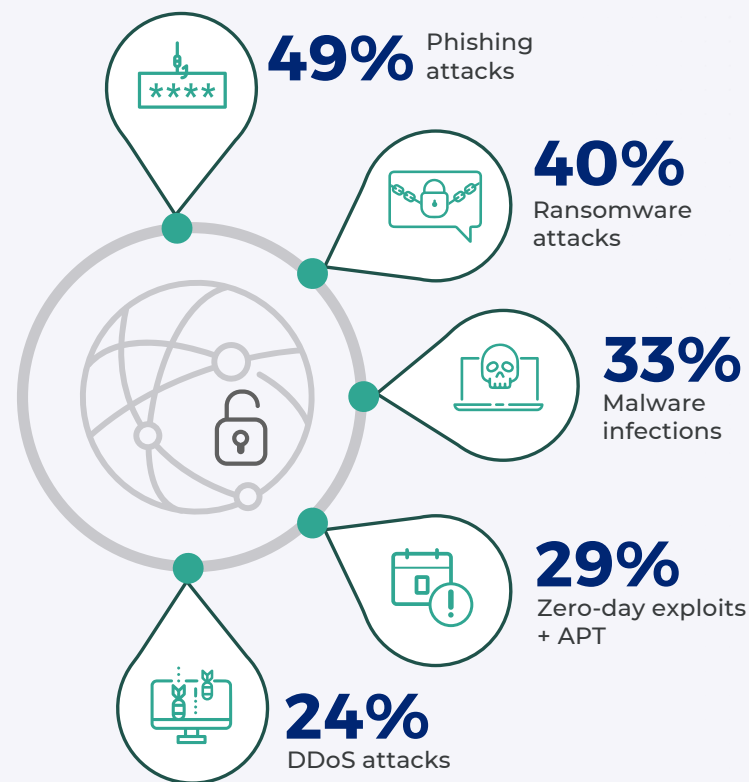 49% Phishing
attacks
****
40%
Ransomware
attacks
33%
Malware
infections
29%
Zero-day exploits
+ APT
24%
DDoS attacks